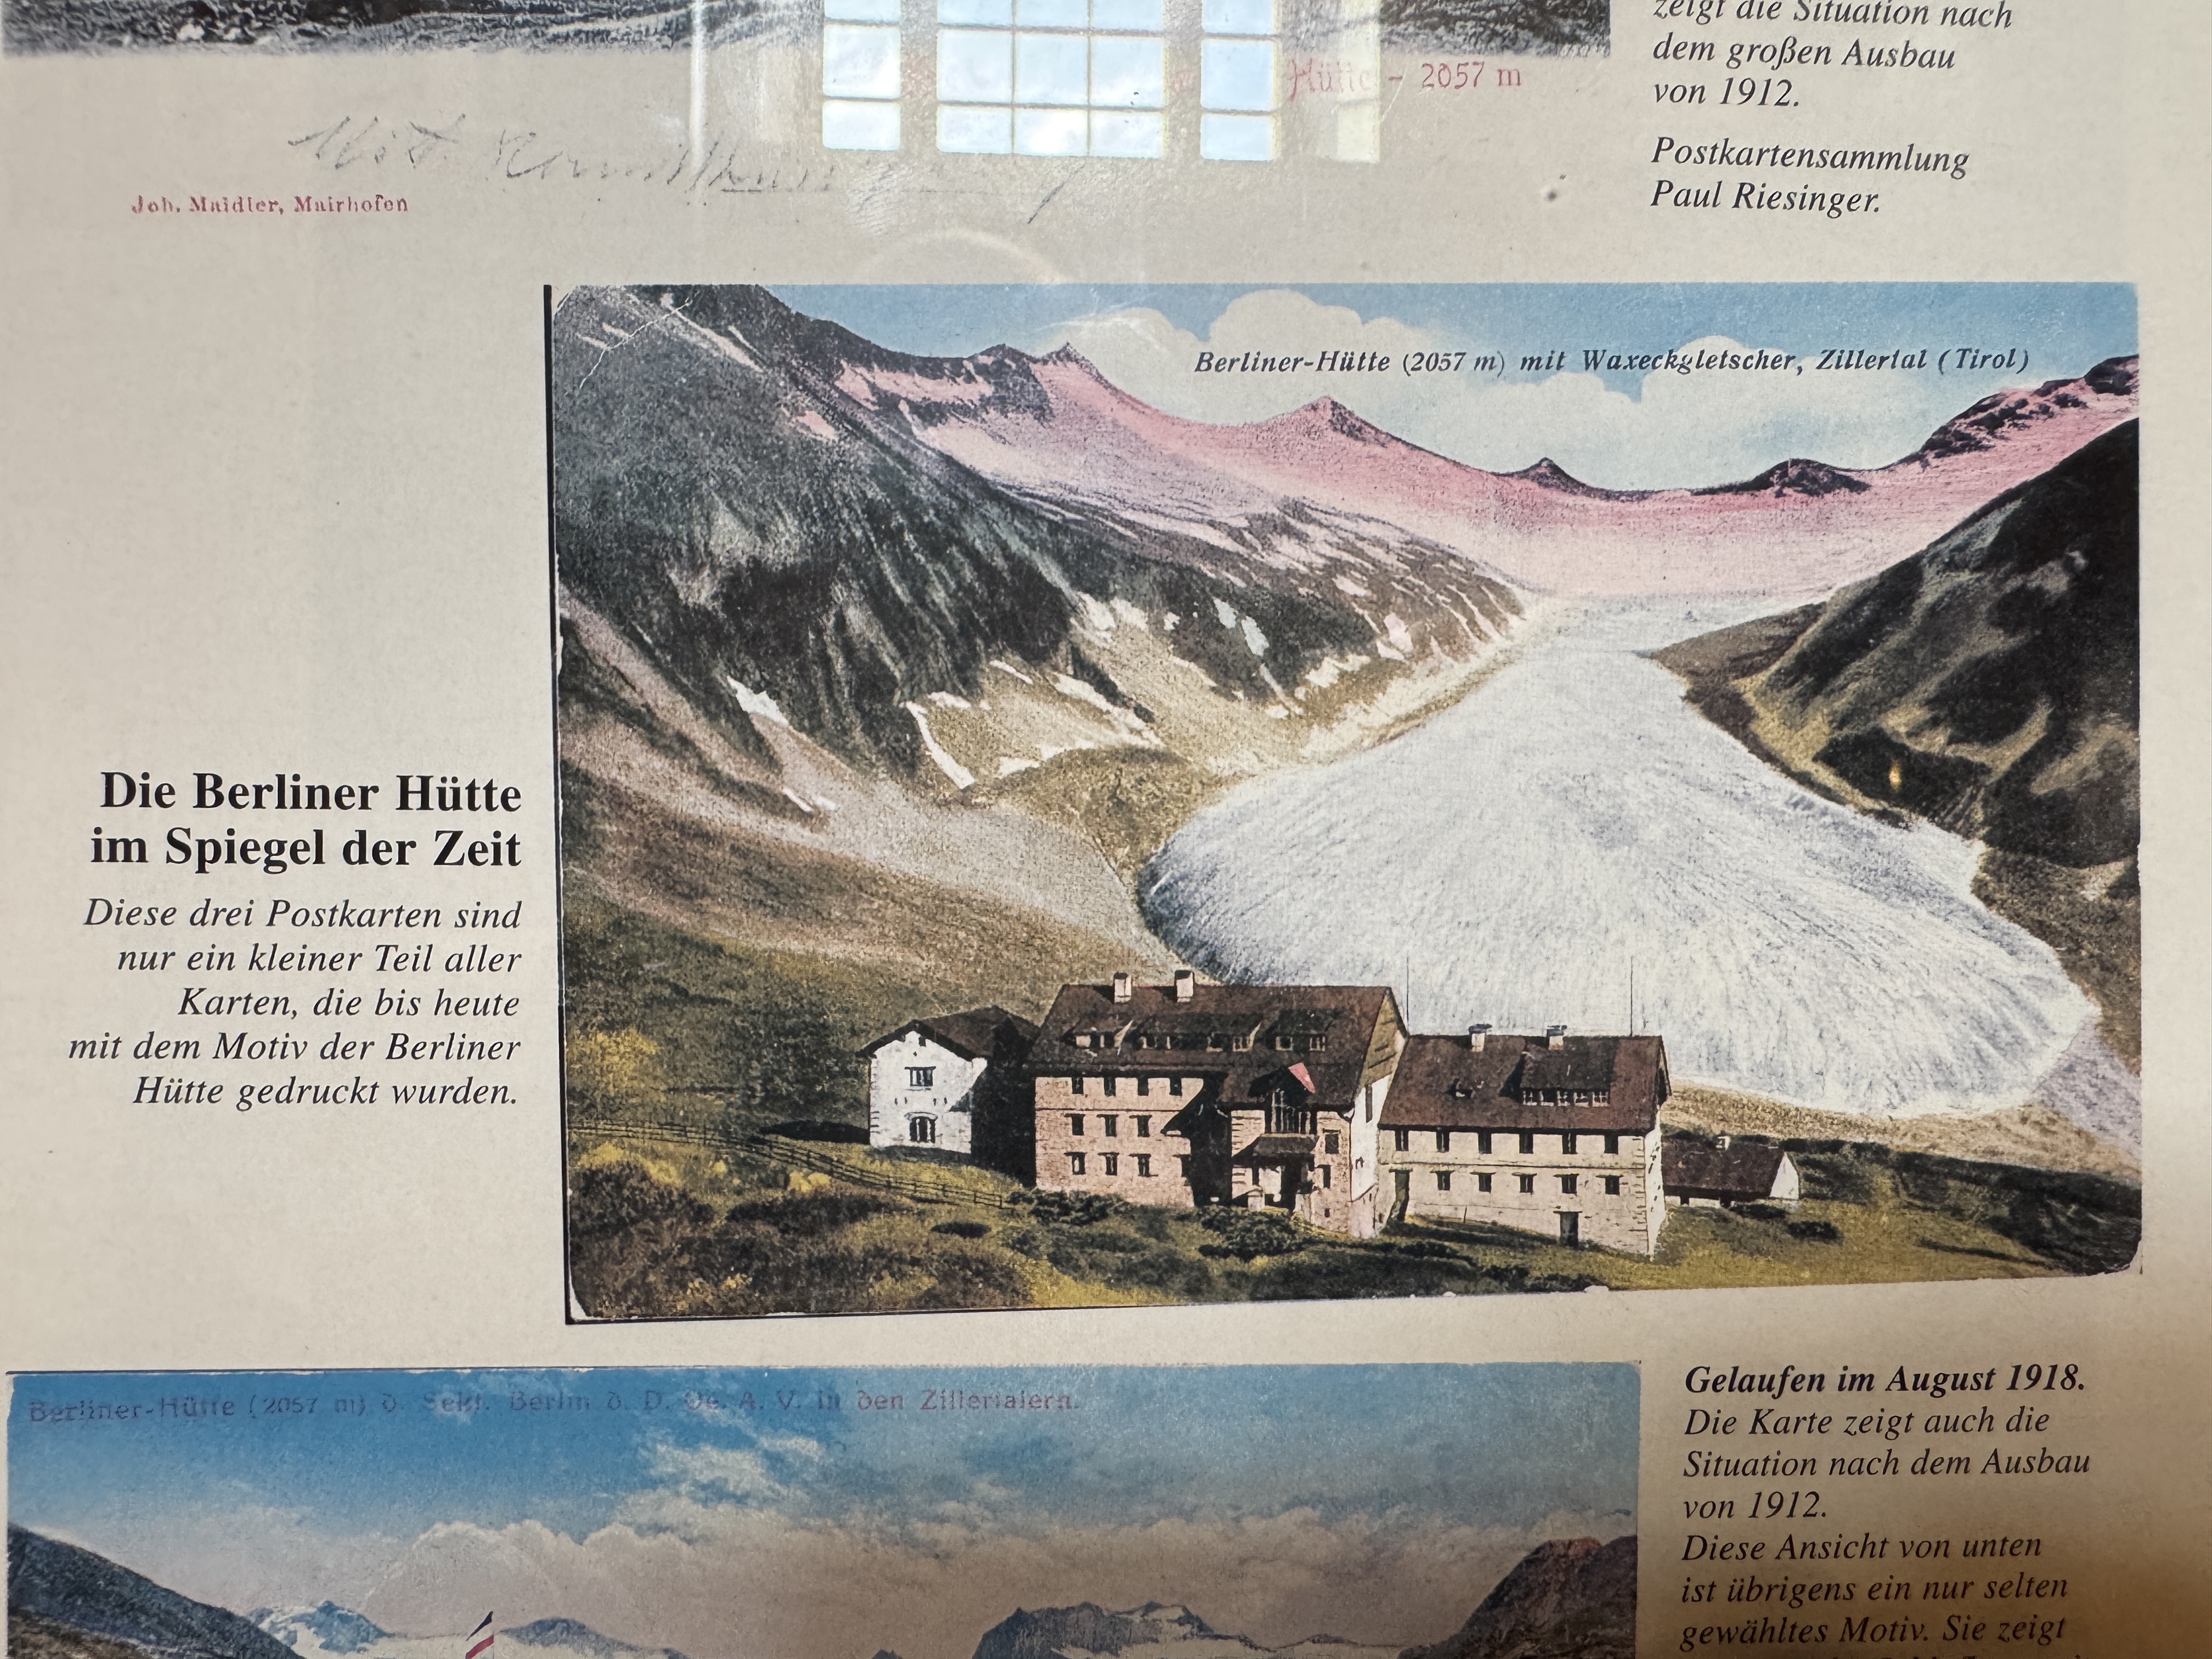 zeigt die Situation nach
dem großen Ausbau
von 1912.
Postkartensammlung
Paul Riesinger.
Hütte - 2057 m
Mit
Joh. Maidler, Mairhofen
Berliner-Hütte (2057 m) mit Waxeckgletscher, Zillertal (Tirol)
Die Berliner Hütte
im Spiegel der Zeit
Diese drei Postkarten sind
nur ein kleiner Teil aller
Karten, die bis heute
mit dem Motiv der Berliner
Hütte gedruckt wurden.
Berliner-Hütte (2057 m) d. Sekt. Berlin d. D. Oe. A. V. in den Zillertalern.
Gelaufen im August 1918.
Die Karte zeigt auch die
Situation nach dem Ausbau
von 1912.
Diese Ansicht von unten
ist übrigens ein nur selten
gewähltes Motiv. Sie zeigt